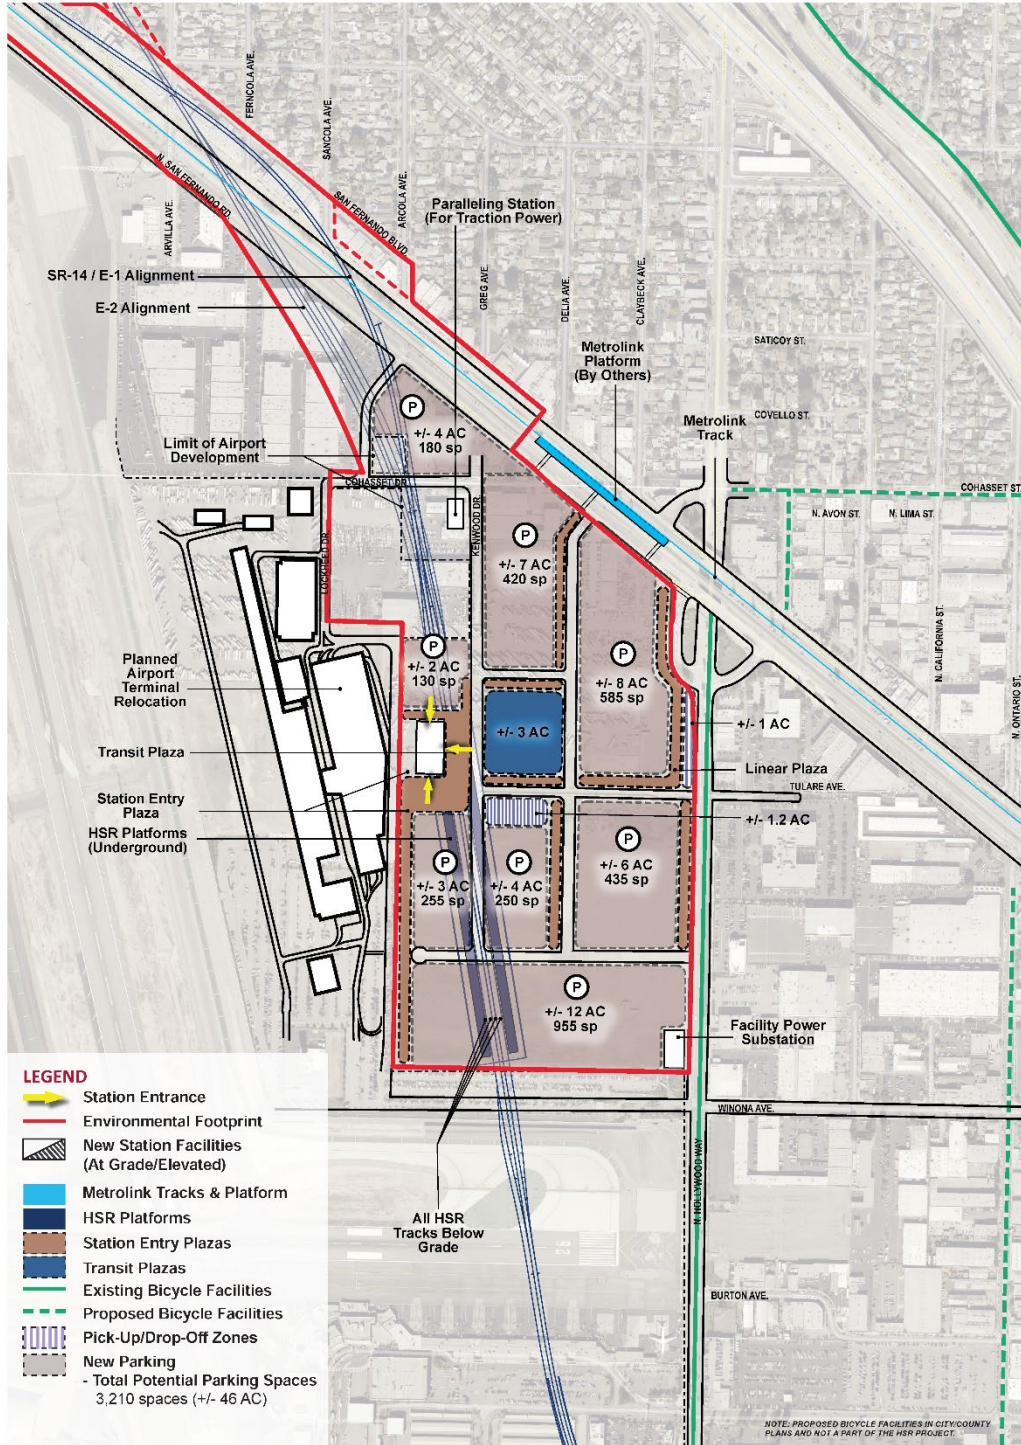 FERNCOLA AVE.
SANCOLA AVE.
ARCOLA AVE.
N. SAN FERNANDO RD.
SAN FERNANDO BLVD.
ARVILLA AVE.
Paralleling Station
(For Traction Power)
GREG AVE.
DELIA AVE.
CLAYBECK AVE.
SR-14 / E-1 Alignment
E-2 Alignment
SATICOY ST.
Metrolink
Platform
(By Others)
COVELLO ST.
Metrolink
Track
P
+/- 4 AC
180 sp
Limit of Airport
Development
COHASSET DR
COHASSET ST.
N. AVON ST.
N. LIMA ST.
KENWOOD DR
LOCKHEED DR
P
+/- 7 AC
420 sp
N. CALIFORNIA ST.
N. ONTARIO ST.
P
+/- 2 AC
130 sp
P
+/- 8 AC
585 sp
Planned
Airport
Terminal
Relocation
+/- 1 AC
+/- 3 AC
Transit Plaza
Linear Plaza
TULARE AVE.
Station Entry
Plaza
+/- 1.2 AC
HSR Platforms
(Underground)
P
+/- 3 AC
255 sp
P
+/- 4 AC
250 sp
P
+/- 6 AC
435 sp
P
+/- 12 AC
955 sp
Facility Power
Substation
WINONA AVE.
N. HOLLYWOOD WAY
All HSR
Tracks Below
Grade
BURTON AVE.
LEGEND
Station Entrance
Environmental Footprint
New Station Facilities
(At Grade/Elevated)
Metrolink Tracks & Platform
HSR Platforms
Station Entry Plazas
Transit Plazas
Existing Bicycle Facilities
Proposed Bicycle Facilities
Pick-Up/Drop-Off Zones
New Parking
- Total Potential Parking Spaces
3,210 spaces (+/- 46 AC)
NOTE: PROPOSED BICYCLE FACILITIES IN CITY/COUNTY
PLANS AND NOT A PART OF THE HSR PROJECT.